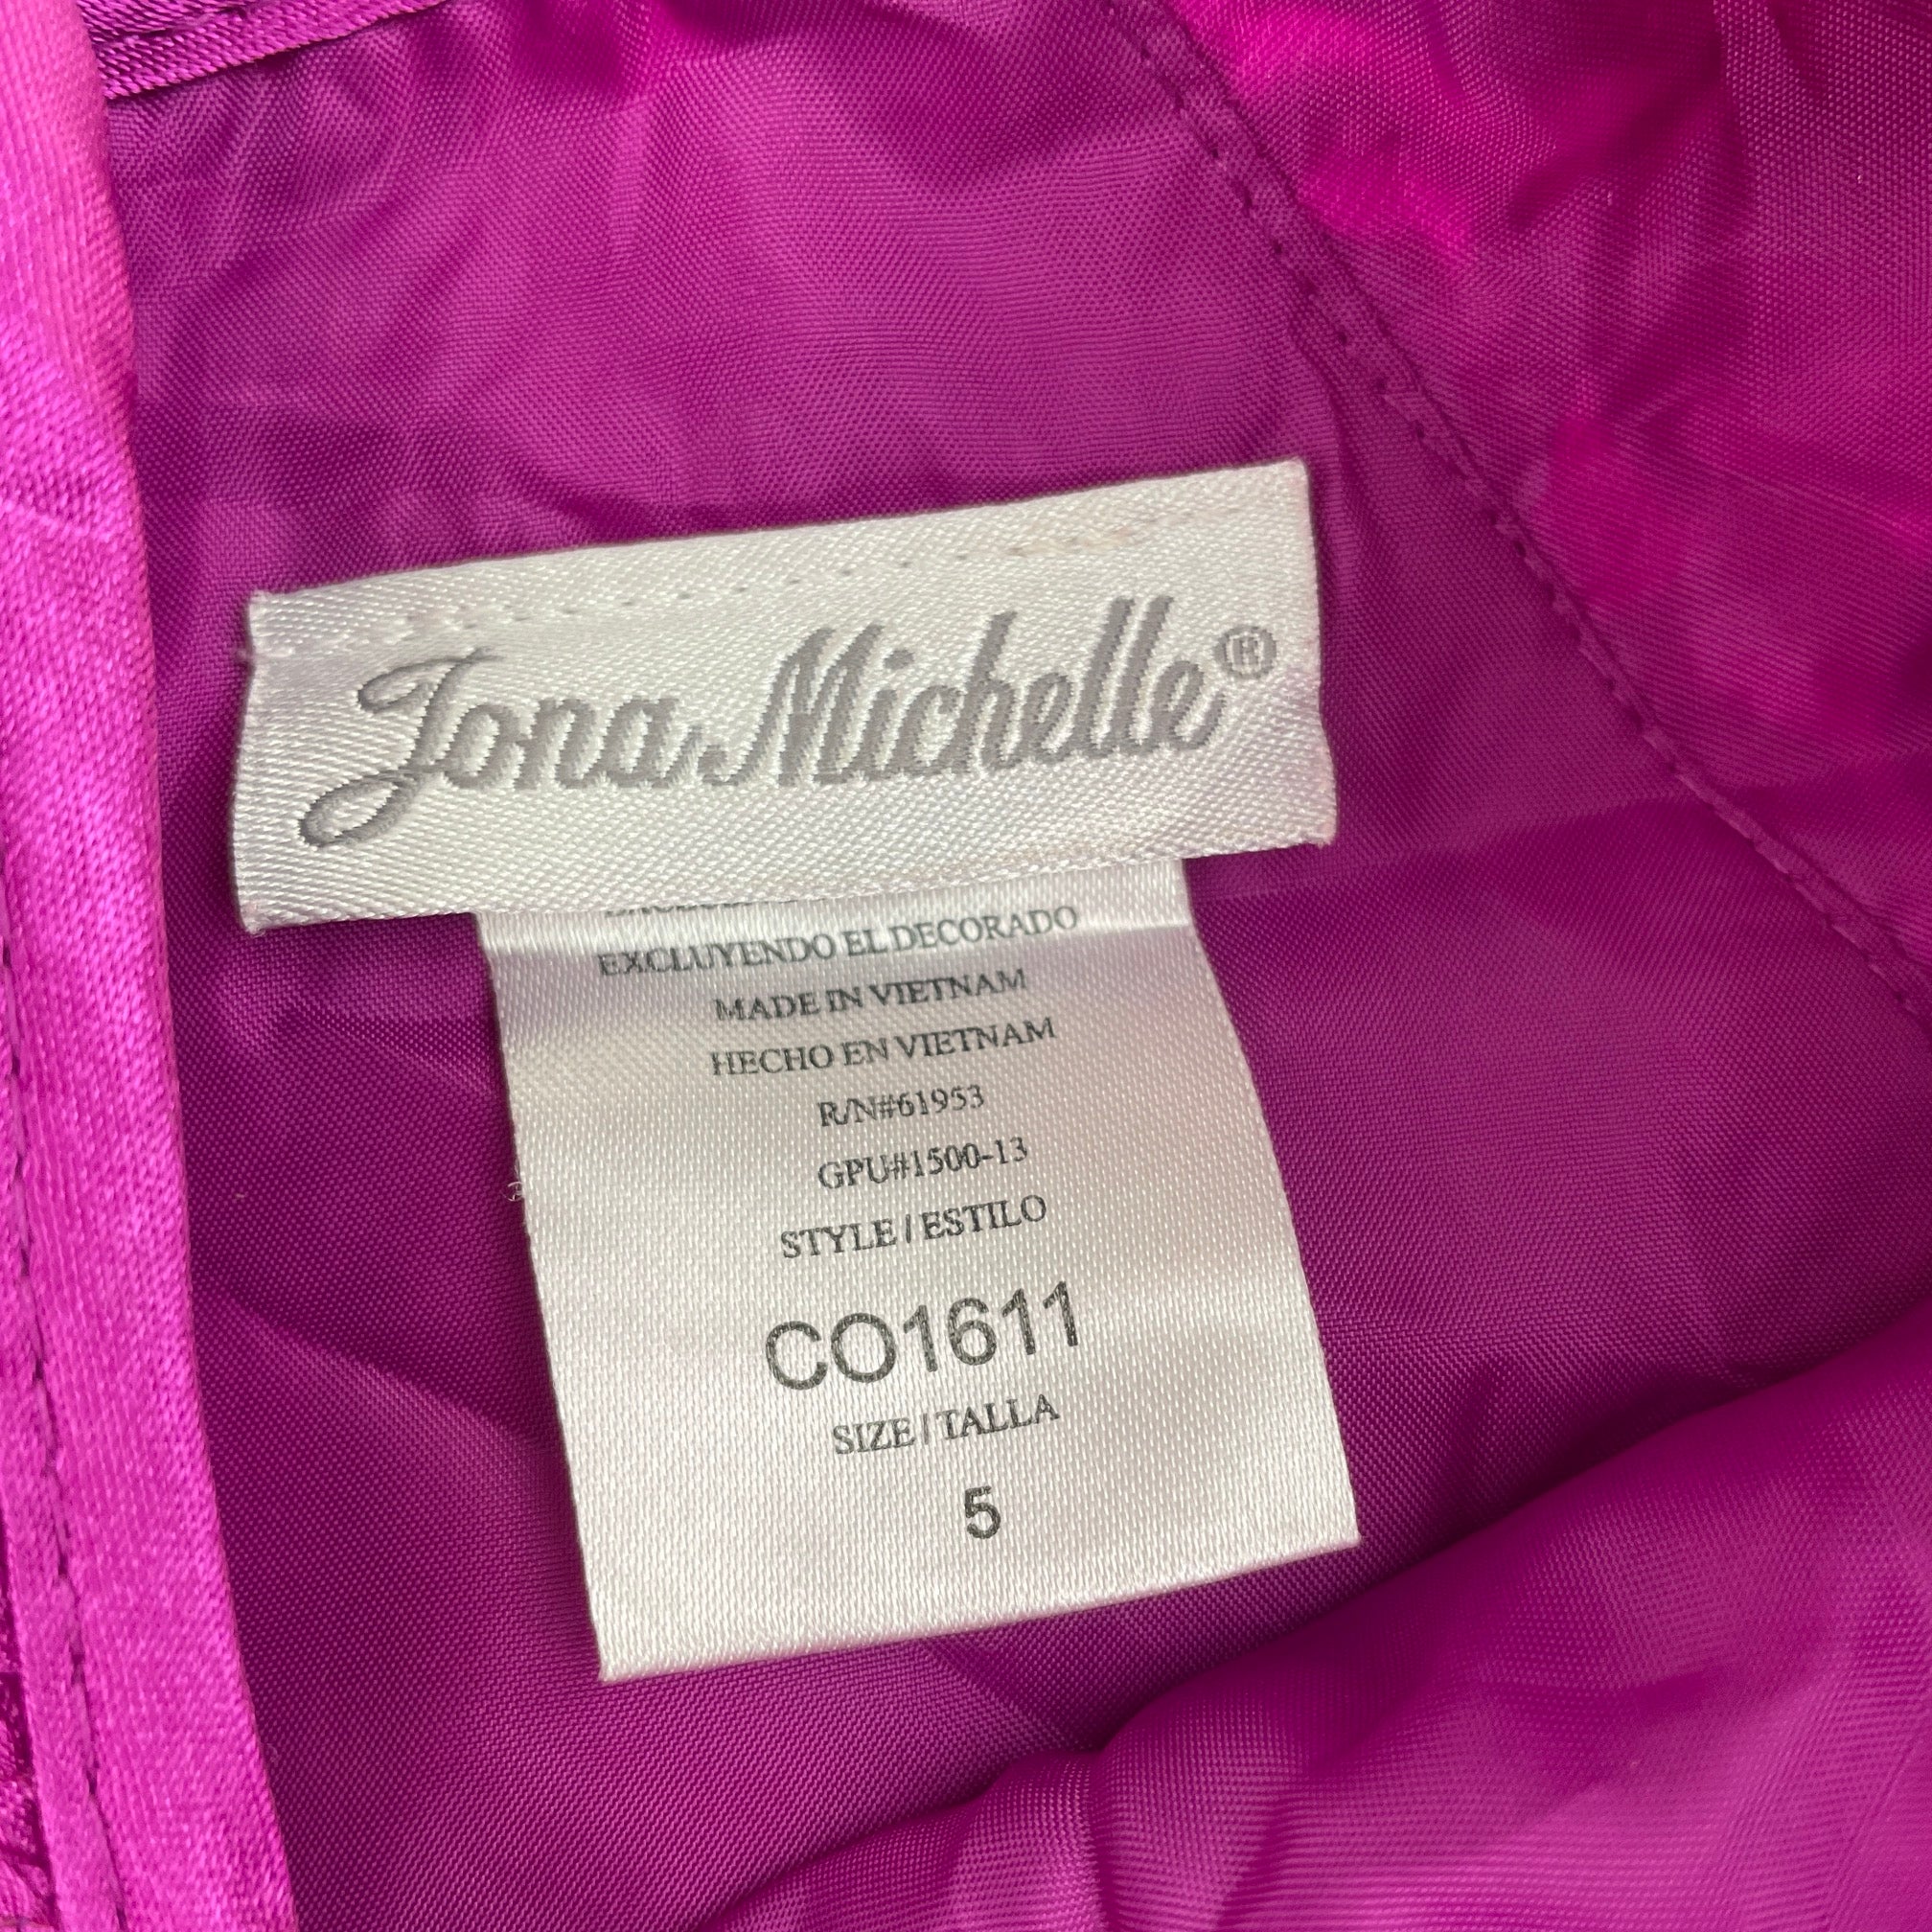 Jona Michelle®
EXCLUYENDO EL DECORADO
MADE IN VIETNAM
HECHO EN VIETNAM
R/N#61953
GPU#1500-13
STYLE / ESTILO
CO1611
SIZE / TALLA
5